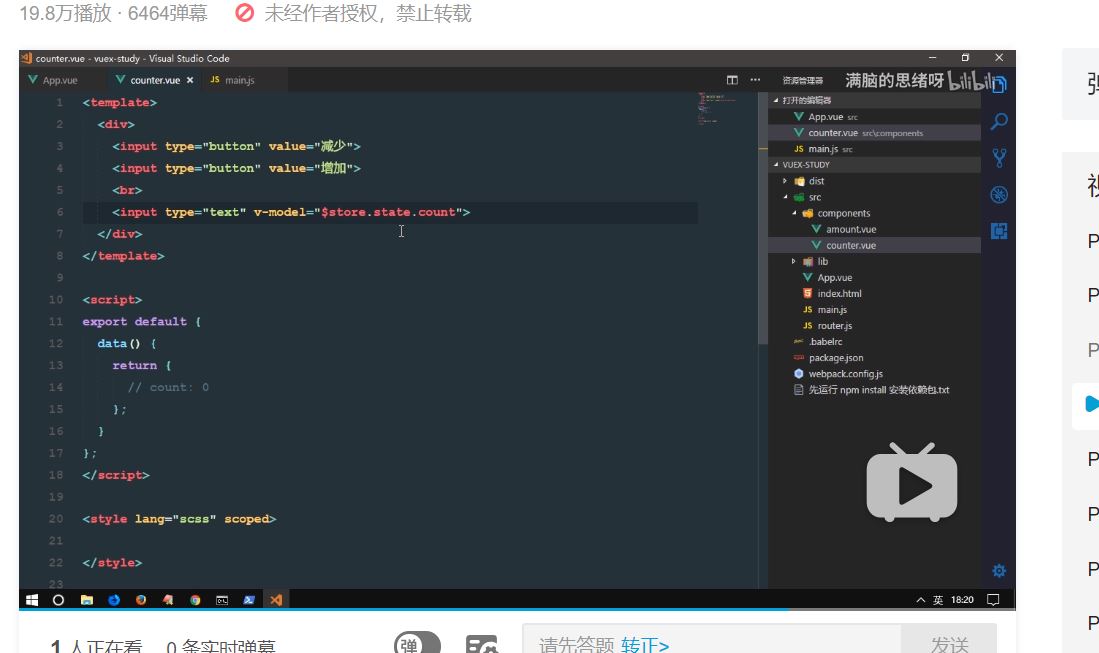 19.8万播放 · 6464弹幕 未经作者授权，禁止转载
counter.vue - vuex-study - Visual Studio Code
App.vue counter.vue × main.js
1 <template>
2 <div>
3 <input type="button" value="减少">
4 <input type="button" value="增加">
5 <br>
6 <input type="text" v-model="$store.state.count">
7 </div>
8 </template>
9
10 <script>
11 export default {
12 data() {
13 return {
14 // count: 0
15 };
16 }
17 };
18 </script>
19
20 <style lang="scss" scoped>
21
22 </style>
23
资源管理器
满脑的思绪呀 bilibili
打开的编辑器
App.vue src
counter.vue src\components
JS main.js src
VUEX-STUDY
dist
src
components
amount.vue
counter.vue
lib
App.vue
index.html
JS main.js
JS router.js
.babelrc
package.json
webpack.config.js
先运行 npm install 安装依赖包.txt
英 18:20
1 人正在看 0 条实时弹幕
弹
请先答题 转正>
发送
P
P
P
P
P
P
P